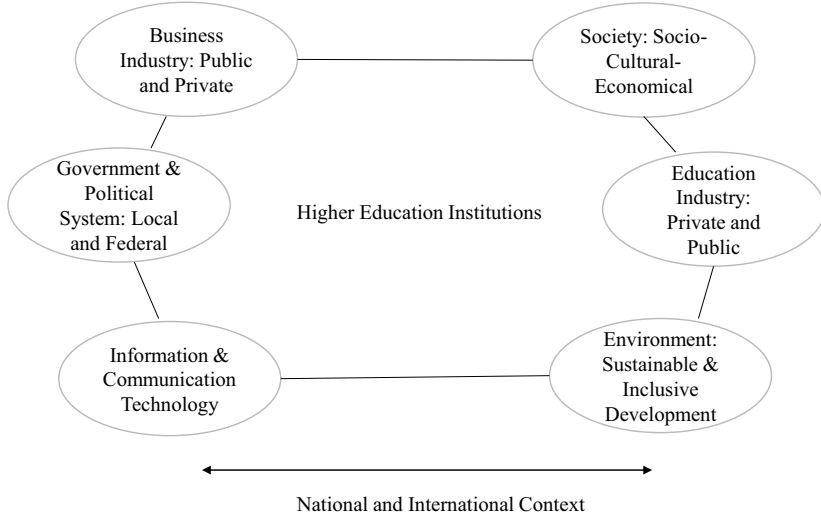 Business
Industry: Public
and Private
Society: Socio-
Cultural-
Economical
Government &
Political
System: Local
and Federal
Higher Education Institutions
Education
Industry:
Private and
Public
Information &
Communication
Technology
Environment:
Sustainable &
Inclusive
Development
National and International Context